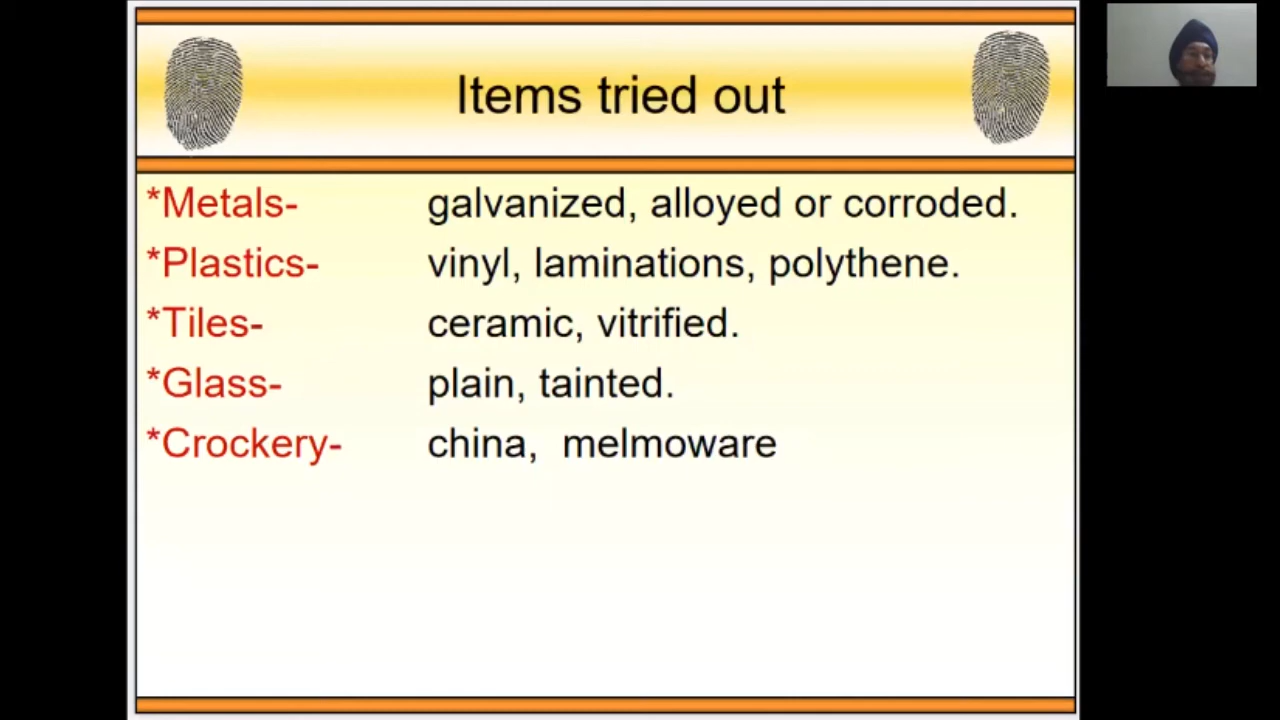 Items tried out
*Metals- galvanized, alloyed or corroded.
*Plastics- vinyl, laminations, polythene.
*Tiles- ceramic, vitrified.
*Glass- plain, tainted.
*Crockery- china, melmoware